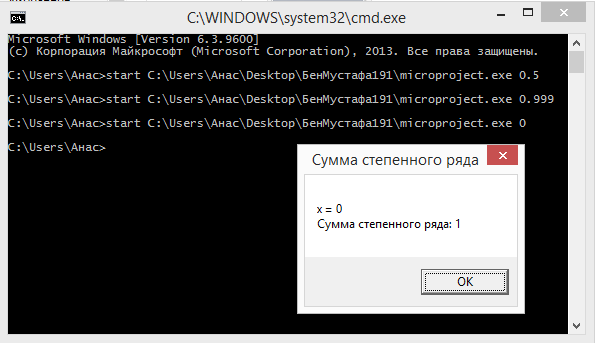 C:\WINDOWS\system32\cmd.exe
Microsoft Windows [Version 6.3.9600]
(c) Корпорация Майкрософт (Microsoft Corporation), 2013. Все права защищены.
C:\Users\Анас>start C:\Users\Анас\Desktop\БенМустафа191\microproject.exe 0.5
C:\Users\Анас>start C:\Users\Анас\Desktop\БенМустафа191\microproject.exe 0.999
C:\Users\Анас>start C:\Users\Анас\Desktop\БенМустафа191\microproject.exe 0
C:\Users\Анас>
Сумма степенного ряда
x = 0
Сумма степенного ряда: 1
OK